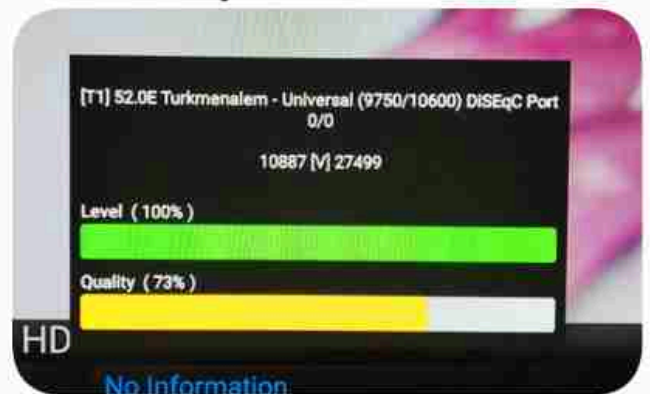 [T1] 52.0E Turkmenalem - Universal (9750/10600) DiSEqC Port
0/0
10887 [V] 27499
Level ( 100% )
Quality ( 73% )
HD
No Information